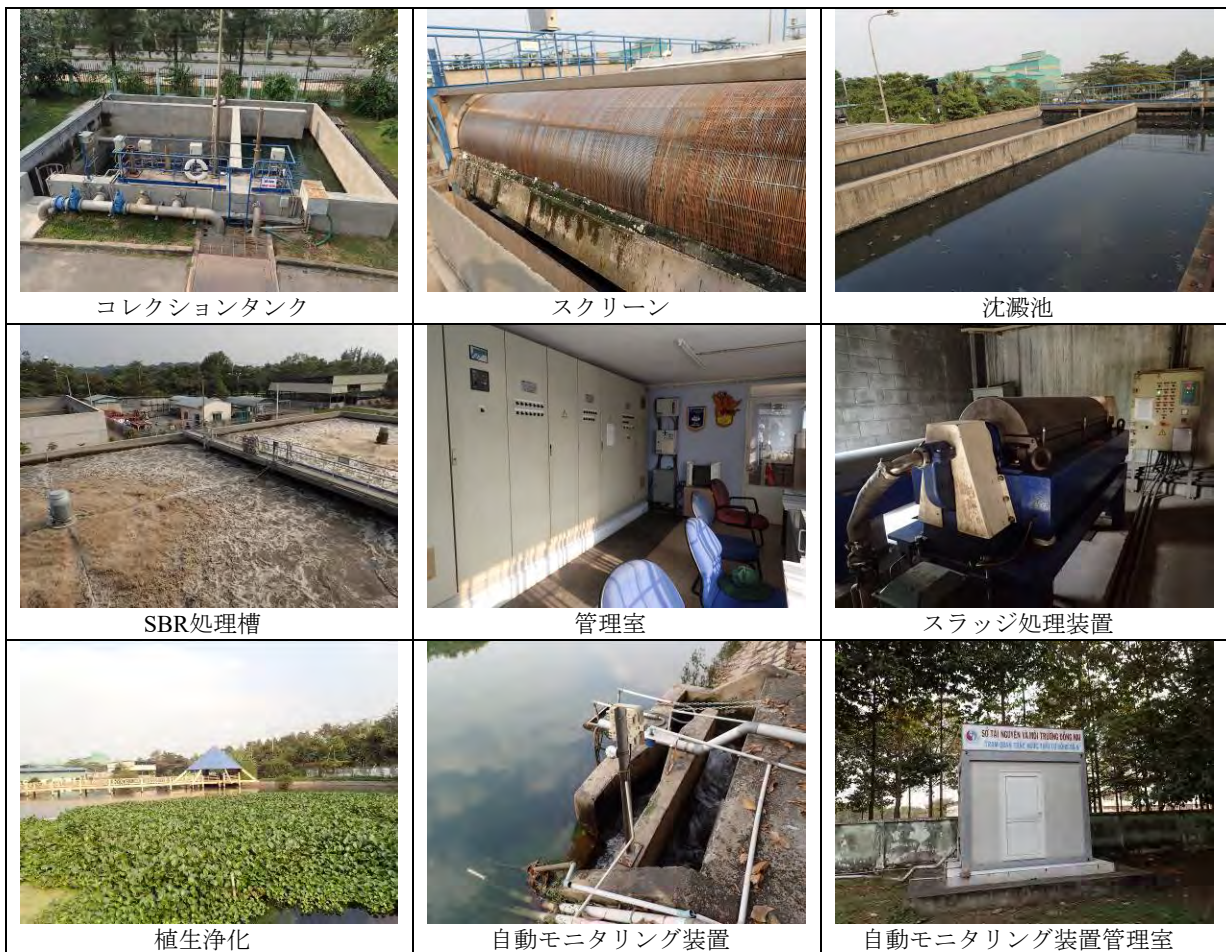 コレクションタンク
スクリーン
沈澱池
SBR処理槽
管理室
スラッジ処理装置
SỞ TÀI NGUYÊN VÀ MÔI TRƯỜNG ĐỒNG NAI
植生浄化
自動モニタリング装置
自動モニタリング装置管理室